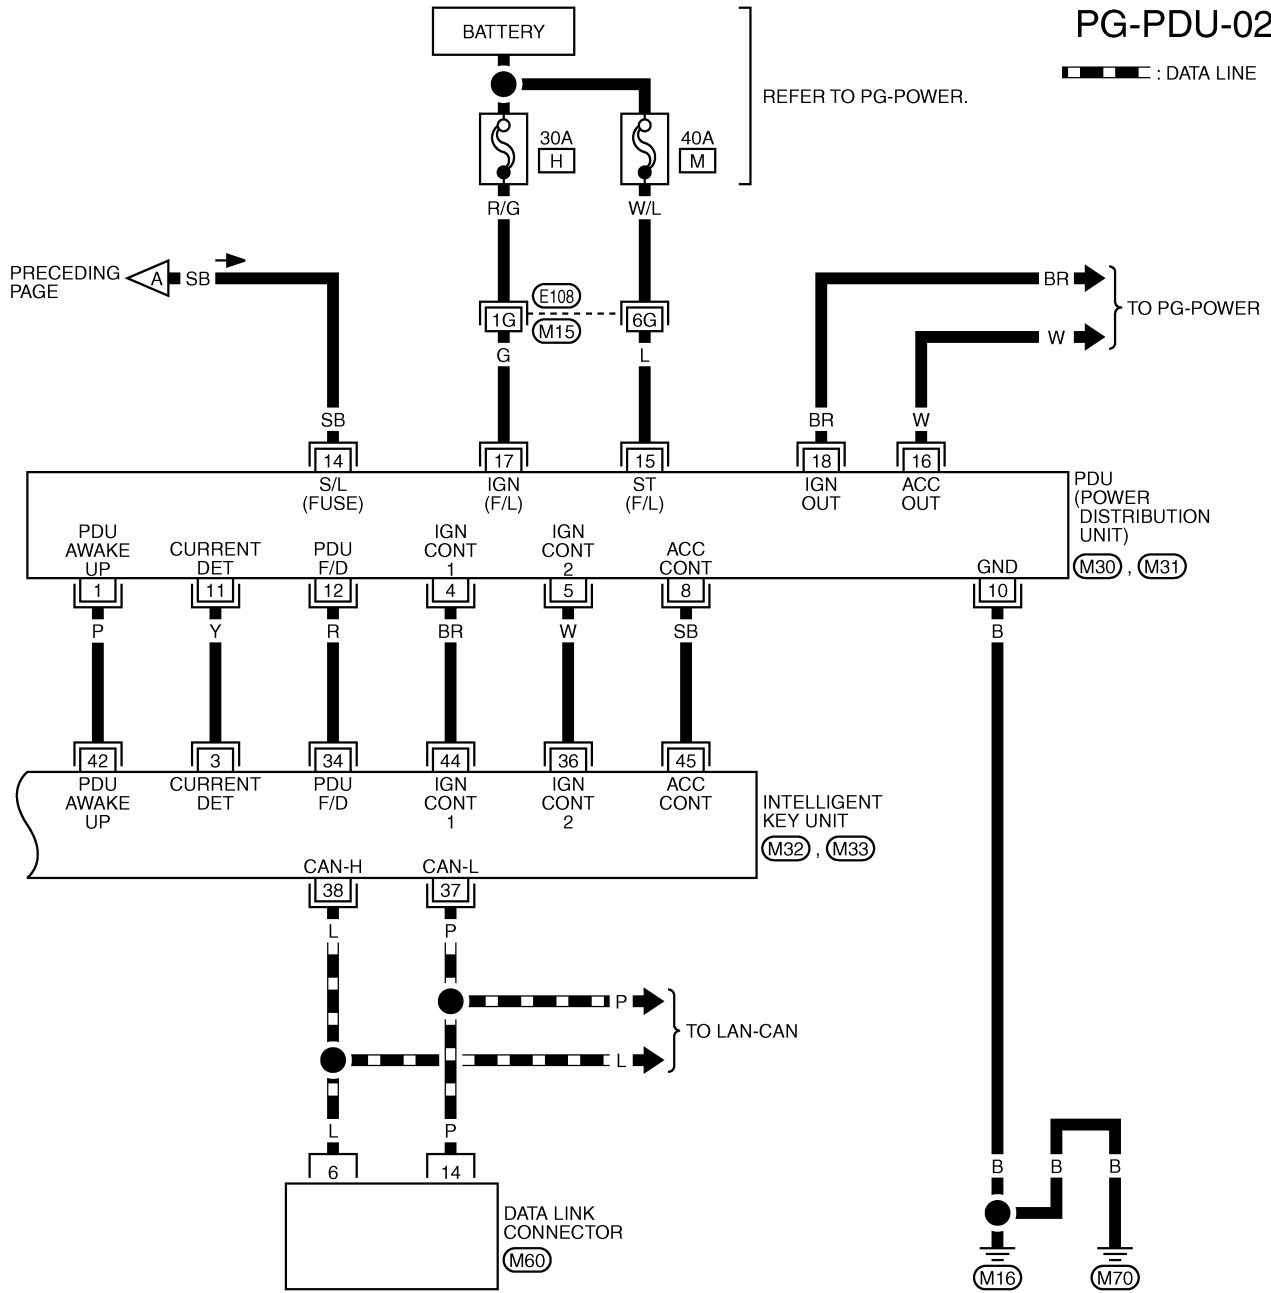 PG-PDU-02
BATTERY
: DATA LINE
REFER TO PG-POWER.
30A
H
40A
M
R/G
W/L
PRECEDING
PAGE
A
SB
E108
1G
6G
M15
G
L
BR
TO PG-POWER
W
SB
BR
W
14
17
15
18
16
S/L
(FUSE)
IGN
(F/L)
ST
(F/L)
IGN
OUT
ACC
OUT
PDU
(POWER
DISTRIBUTION
UNIT)
M30 , M31
PDU
AWAKE
UP
CURRENT
DET
PDU
F/D
IGN
CONT
1
IGN
CONT
2
ACC
CONT
GND
1
11
12
4
5
8
10
P
Y
R
BR
W
SB
B
42
3
34
44
36
45
PDU
AWAKE
UP
CURRENT
DET
PDU
F/D
IGN
CONT
1
IGN
CONT
2
ACC
CONT
INTELLIGENT
KEY UNIT
M32 , M33
CAN-H
CAN-L
38
37
L
P
P
TO LAN-CAN
L
L
P
6
14
DATA LINK
CONNECTOR
M60
B
B
B
M16
M70